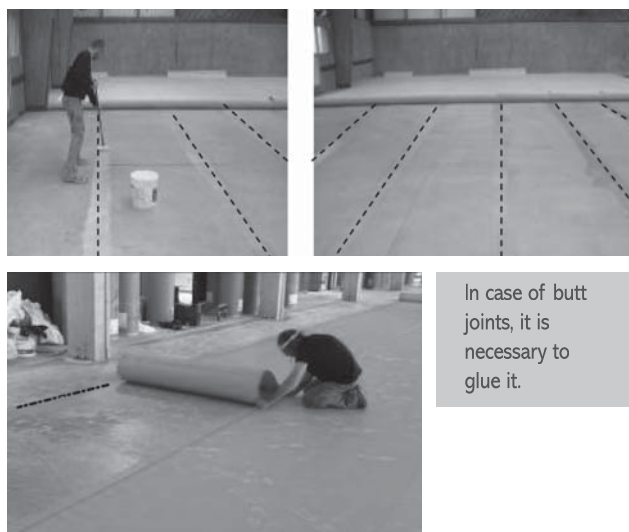 In case of butt
joints, it is
necessary to
glue it.